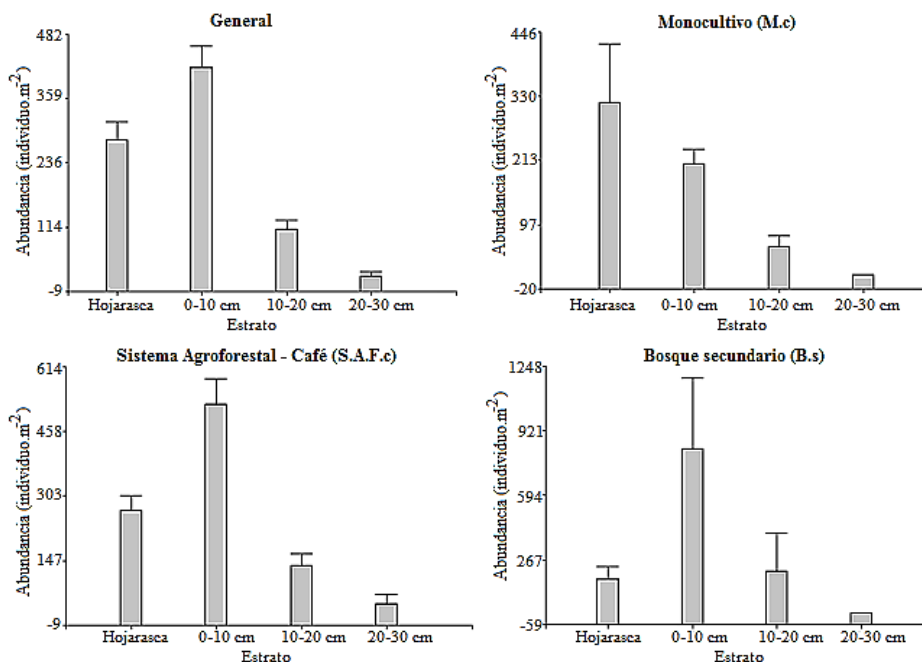 General
Abundancia (individuo.m-2)
482
359
236
114
-9
Hojarasca 0-10 cm 10-20 cm 20-30 cm
Estrato
Monocultivo (M.c)
Abundancia (individuo.m-2)
446
330
213
97
-20
Hojarasca 0-10 cm 10-20 cm 20-30 cm
Estrato
Sistema Agroforestal - Café (S.A.F.c)
Abundancia (individuo.m-2)
614
458
303
147
-9
Hojarasca 0-10 cm 10-20 cm 20-30 cm
Estrato
Bosque secundario (B.s)
Abundancia (individuo.m-2)
1248
921
594
267
-59
Hojarasca 0-10 cm 10-20 cm 20-30 cm
Estrato